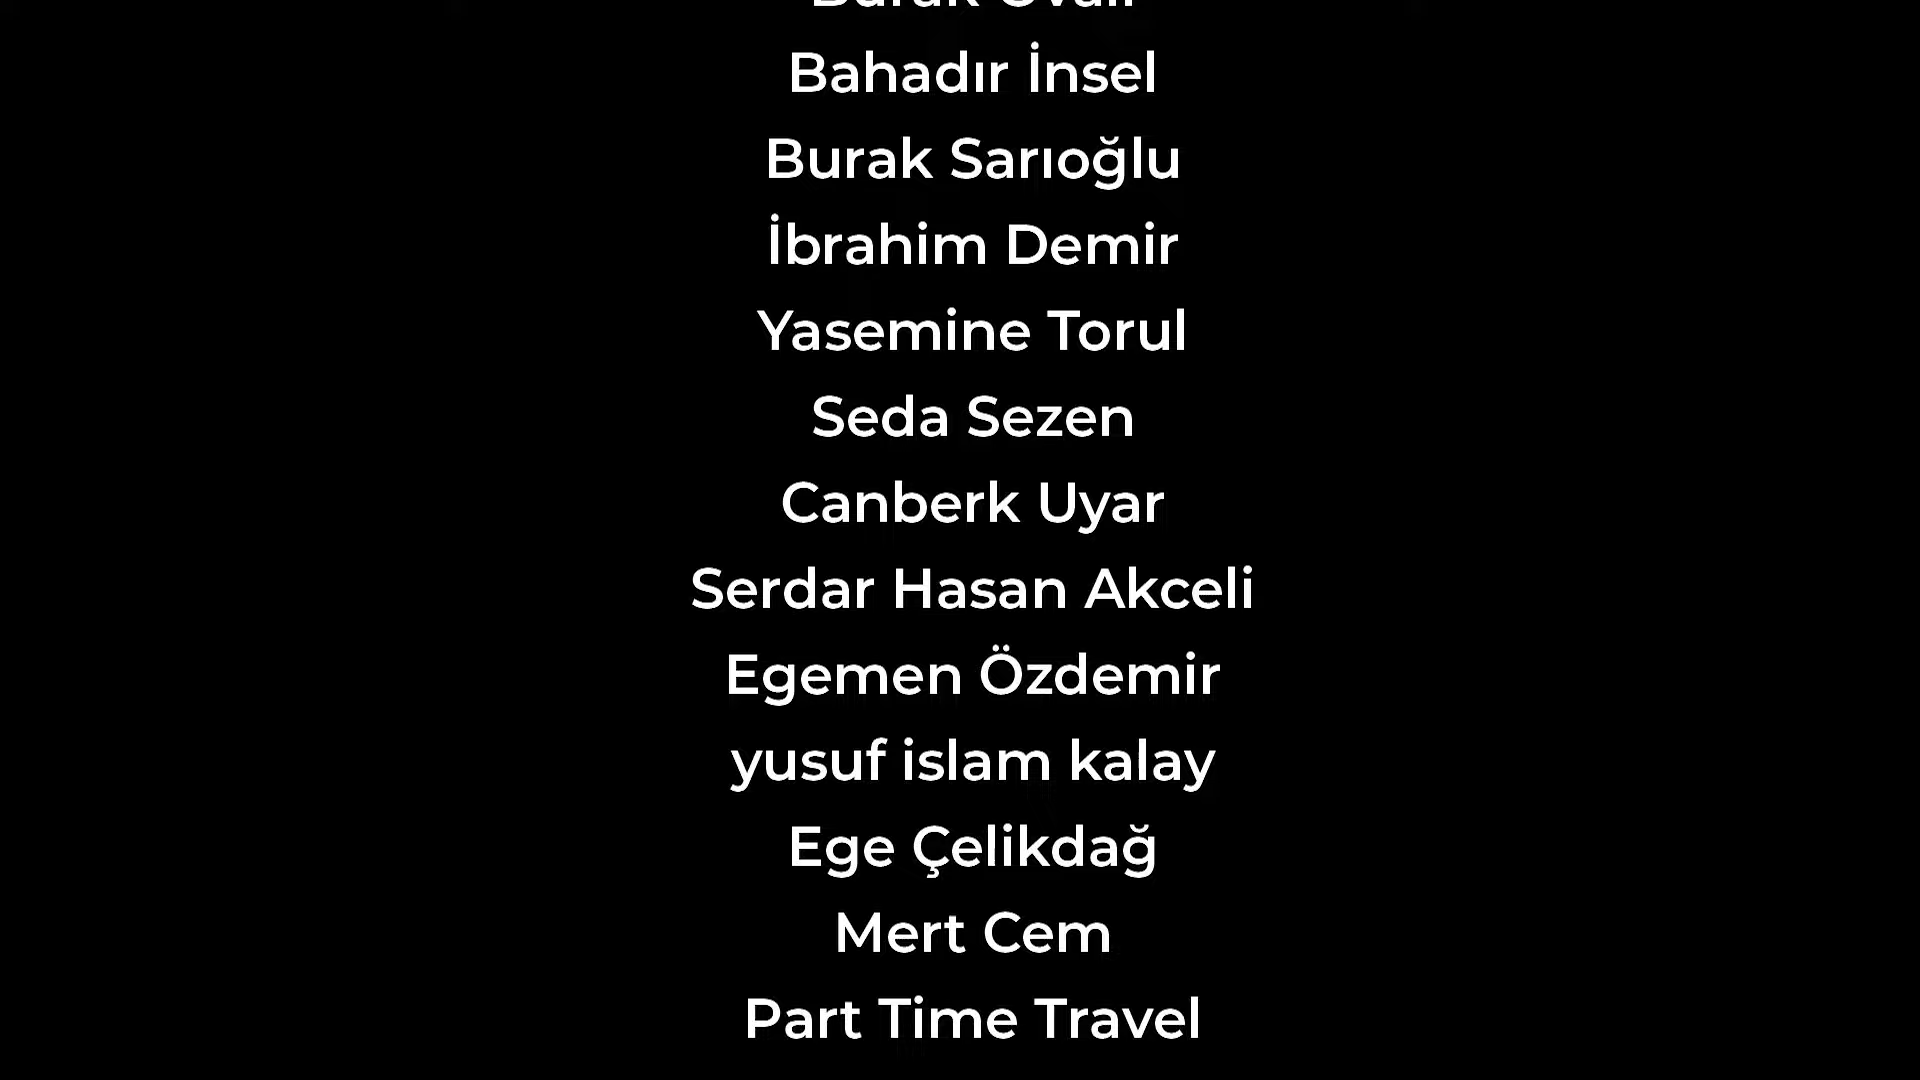 Burak
Bahadır İnsel
Burak Sarıoğlu
İbrahim Demir
Yasemine Torul
Seda Sezen
Canberk Uyar
Serdar Hasan Akceli
Egemen Özdemir
yusuf islam kalay
Ege Çelikdağ
Mert Cem
Part Time Travel